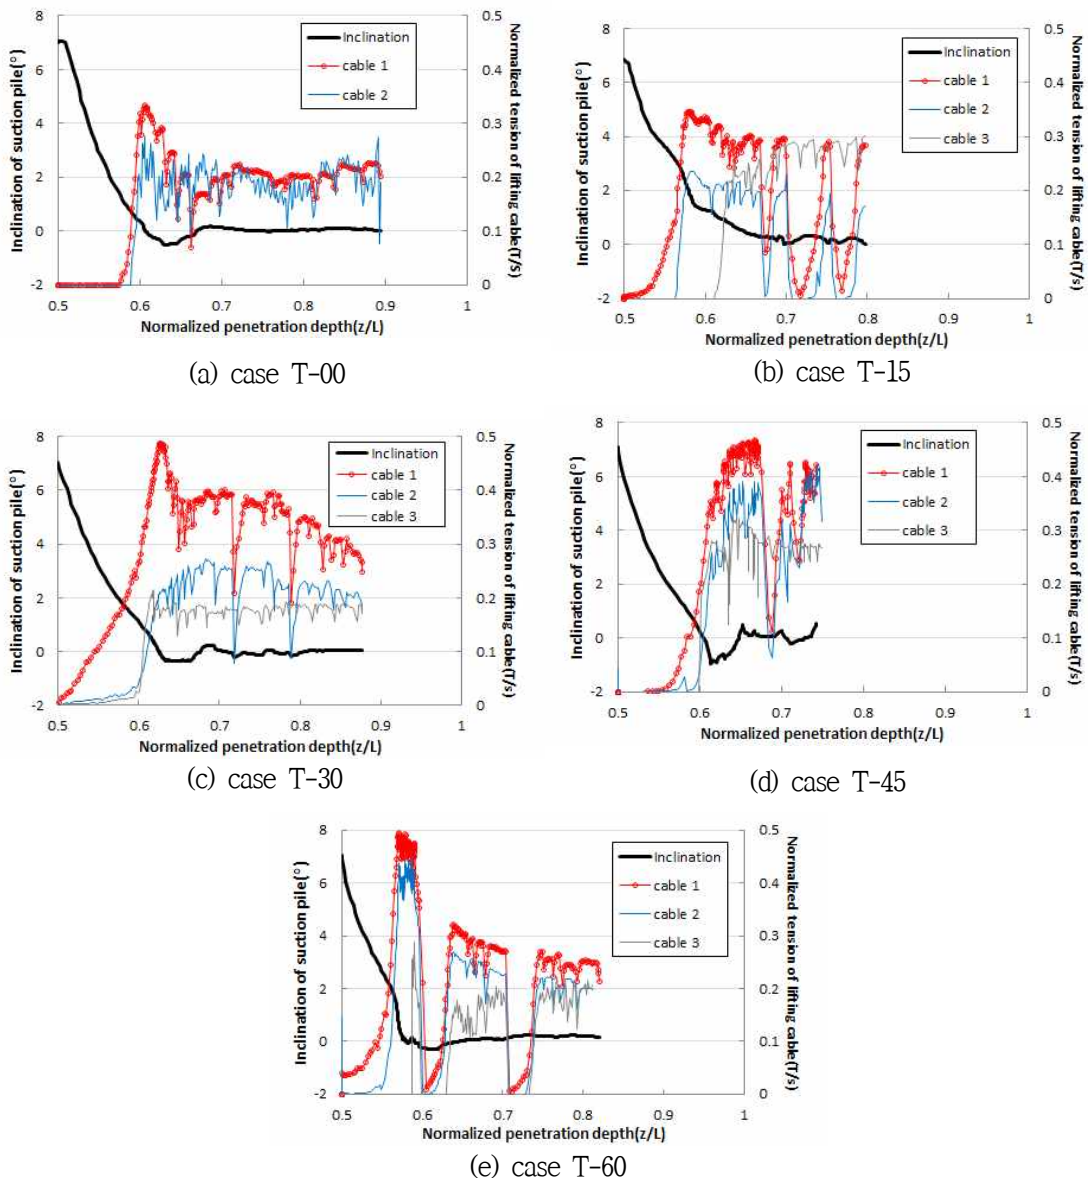 8
6
4
2
0
-2
0.5
0.4
0.3
0.2
0.1
0
0.5
0.6
0.7
0.8
0.9
1
Inclination of suction pile(°)
Normalized tension of lifting cable(T/s)
Normalized penetration depth(z/L)
Inclination
cable 1
cable 2
(a) case T-00
8
6
4
2
0
-2
0.5
0.4
0.3
0.2
0.1
0
0.5
0.6
0.7
0.8
0.9
1
Inclination of suction pile(°)
Normalized tension of lifting cable(T/s)
Normalized penetration depth(z/L)
Inclination
cable 1
cable 2
cable 3
(b) case T-15
8
6
4
2
0
-2
0.5
0.4
0.3
0.2
0.1
0
0.5
0.6
0.7
0.8
0.9
1
Inclination of suction pile(°)
Normalized tension of lifting cable(T/s)
Normalized penetration depth(z/L)
Inclination
cable 1
cable 2
cable 3
(c) case T-30
8
6
4
2
0
-2
0.5
0.4
0.3
0.2
0.1
0
0.5
0.6
0.7
0.8
0.9
1
Inclination of suction pile(°)
Normalized tension of lifting cable(T/s)
Normalized penetration depth(z/L)
Inclination
cable 1
cable 2
cable 3
(d) case T-45
8
6
4
2
0
-2
0.5
0.4
0.3
0.2
0.1
0
0.5
0.6
0.7
0.8
0.9
1
Inclination of suction pile(°)
Normalized tension of lifting cable(T/s)
Normalized penetration depth(z/L)
Inclination
cable 1
cable 2
cable 3
(e) case T-60